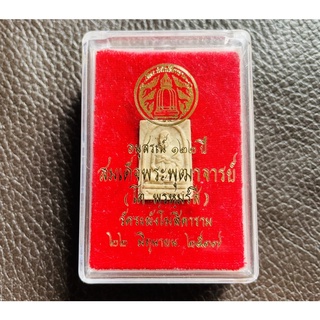 อนุสรณ์ ๑๒๒ ปี
สมเด็จพระพุฒาจารย์
(โต พรหมรังสี)
วัดระฆังโฆสิตาราม
๒๒ มิถุนายน ๒๕๓๗